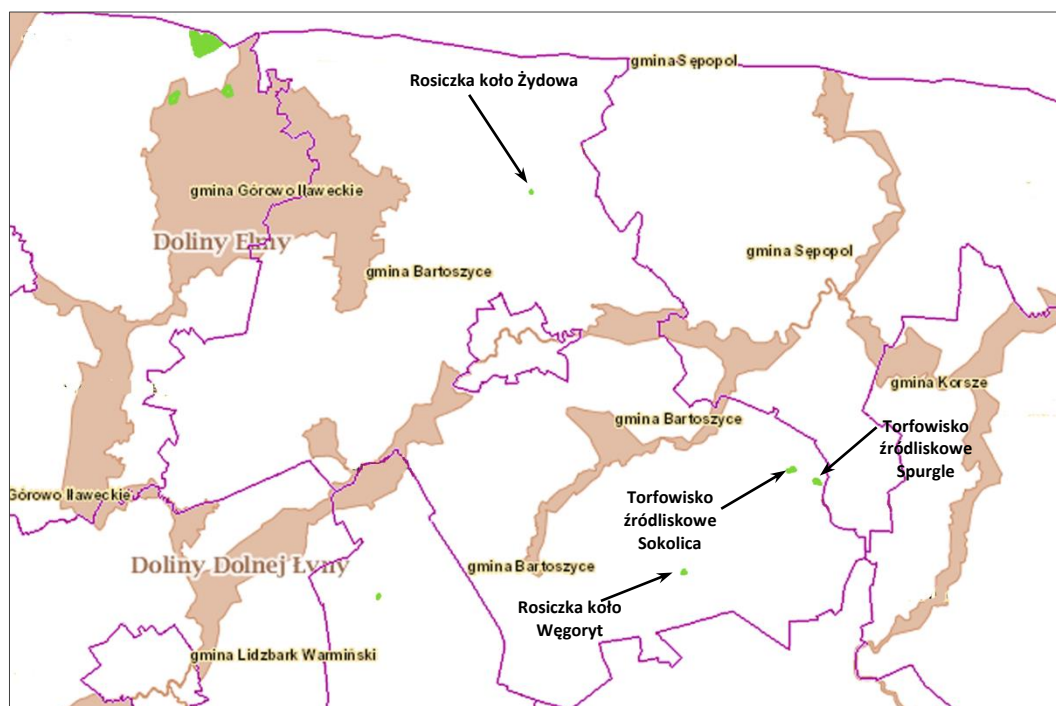 gmina Sępopol
Rosiczka koło Żydowa
gmina Górowo Iławeckie
Doliny Elmy
gmina Sępopol
gmina Bartoszyce
gmina Korsze
gmina Bartoszyce
Torfowisko
źródliskowe
Spurgle
Górowo Iławeckie
Torfowisko
źródliskowe
Sokolica
Doliny Dolnej Łyny
gmina Bartoszyce
Rosiczka koło
Węgoryt
gmina Lidzbark Warmiński